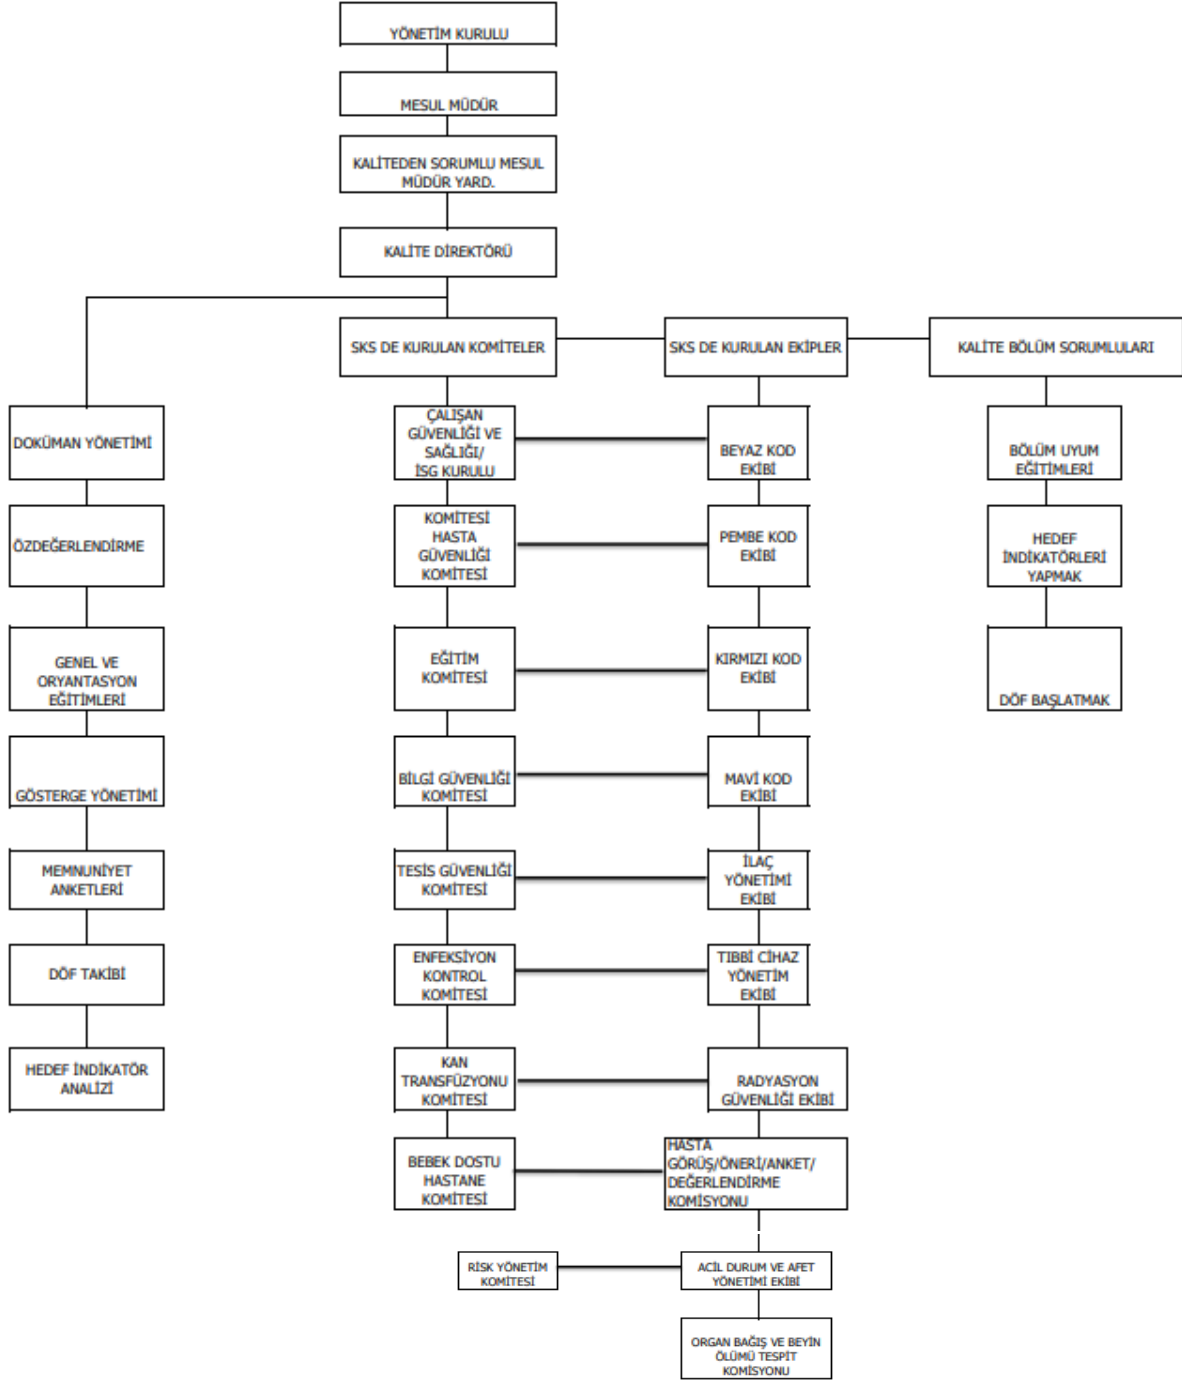 YÖNETİM KURULU
MESUL MÜDÜR
KALİTEDEN SORUMLU MESUL
MÜDÜR YARD.
KALİTE DİREKTÖRÜ
SKS DE KURULAN KOMİTELER
SKS DE KURULAN EKİPLER
KALİTE BÖLÜM SORUMLULARI
DOKÜMAN YÖNETİMİ
ÖZDEĞERLENDİRME
GENEL VE
ORYANTASYON
EĞİTİMLERİ
GÖSTERGE YÖNETİMİ
MEMNUNİYET
ANKETLERİ
DÖF TAKİBİ
HEDEF İNDİKATÖR
ANALİZİ
ÇALIŞAN
GÜVENLİĞİ VE
SAĞLIĞI/
İSG KURULU
KOMİTESİ
HASTA
GÜVENLİĞİ
KOMİTESİ
EĞİTİM
KOMİTESİ
BİLGİ GÜVENLİĞİ
KOMİTESİ
TESİS GÜVENLİĞİ
KOMİTESİ
ENFEKSİYON
KONTROL
KOMİTESİ
KAN
TRANSFÜZYONU
KOMİTESİ
BEBEK DOSTU
HASTANE
KOMİTESİ
RİSK YÖNETİM
KOMİTESİ
BEYAZ KOD
EKİBİ
PEMBE KOD
EKİBİ
KIRMIZI KOD
EKİBİ
MAVİ KOD
EKİBİ
İLAÇ
YÖNETİMİ
EKİBİ
TIBBİ CİHAZ
YÖNETİM
EKİBİ
RADYASYON
GÜVENLİĞİ EKİBİ
HASTA
GÖRÜŞ/ÖNERİ/ANKET/
DEĞERLENDİRME
KOMİSYONU
ACİL DURUM VE AFET
YÖNETİMİ EKİBİ
ORGAN BAĞIŞ VE BEYİN
ÖLÜMÜ TESPİT
KOMİSYONU
BÖLÜM UYUM
EĞİTİMLERİ
HEDEF
İNDİKATÖRLERİ
YAPMAK
DÖF BAŞLATMAK